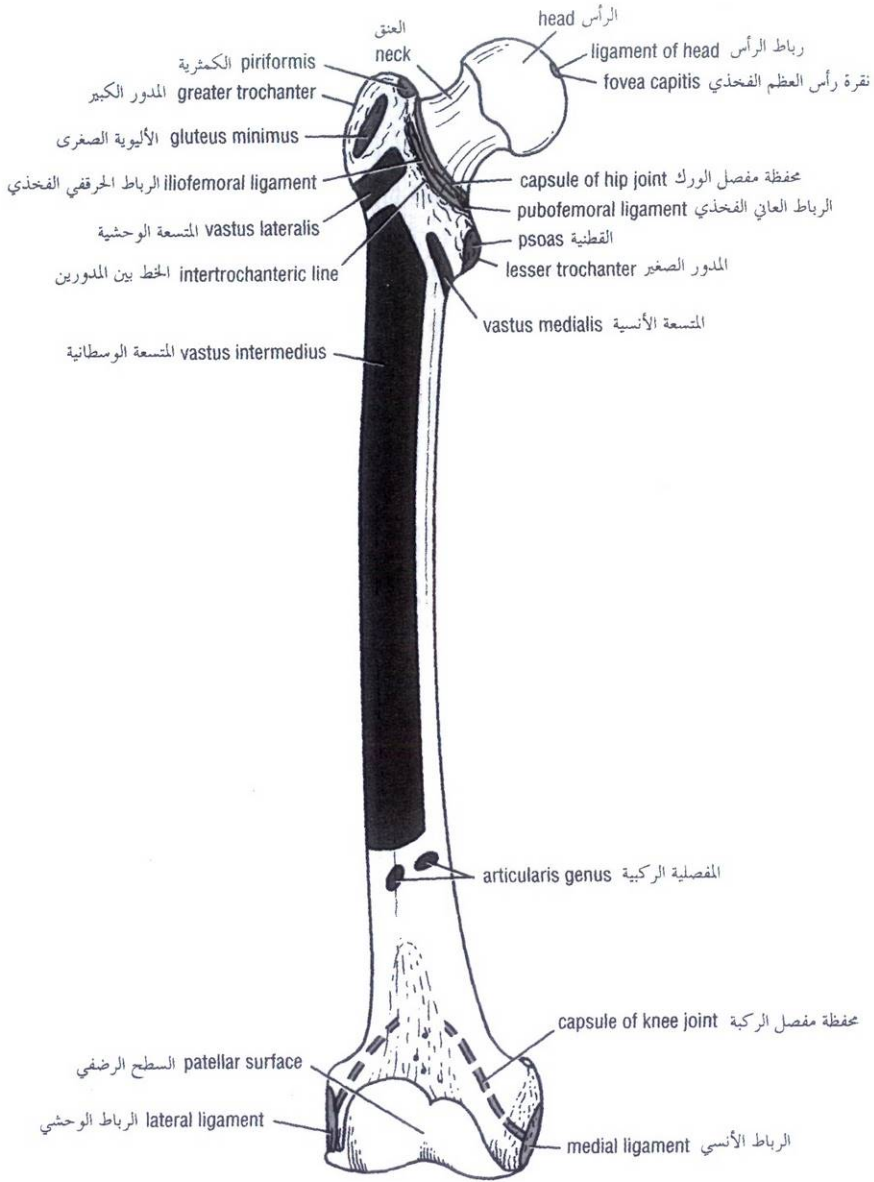 head الرأس
العنق
neck
ligament of head رباط الرأس
fovea capitis نقرة رأس العظم الفخذي
الكمثرية piriformis
المدور الكبير greater trochanter
الأليوية الصغرى gluteus minimus
الرباط الحرقفي الفخذي iliofemoral ligament
المتسعة الوحشية vastus lateralis
الخط بين المدورين intertrochanteric line
capsule of hip joint محفظة مفصل الورك
pubofemoral ligament الرباط العاني الفخذي
psoas القطنية
lesser trochanter المدور الصغير
vastus medialis المتسعة الأنسية
المتسعة الوسطانية vastus intermedius
articularis genus المفصلية الركبية
capsule of knee joint محفظة مفصل الركبة
السطح الرضفي patellar surface
الرباط الوحشي lateral ligament
medial ligament الرباط الأنسي